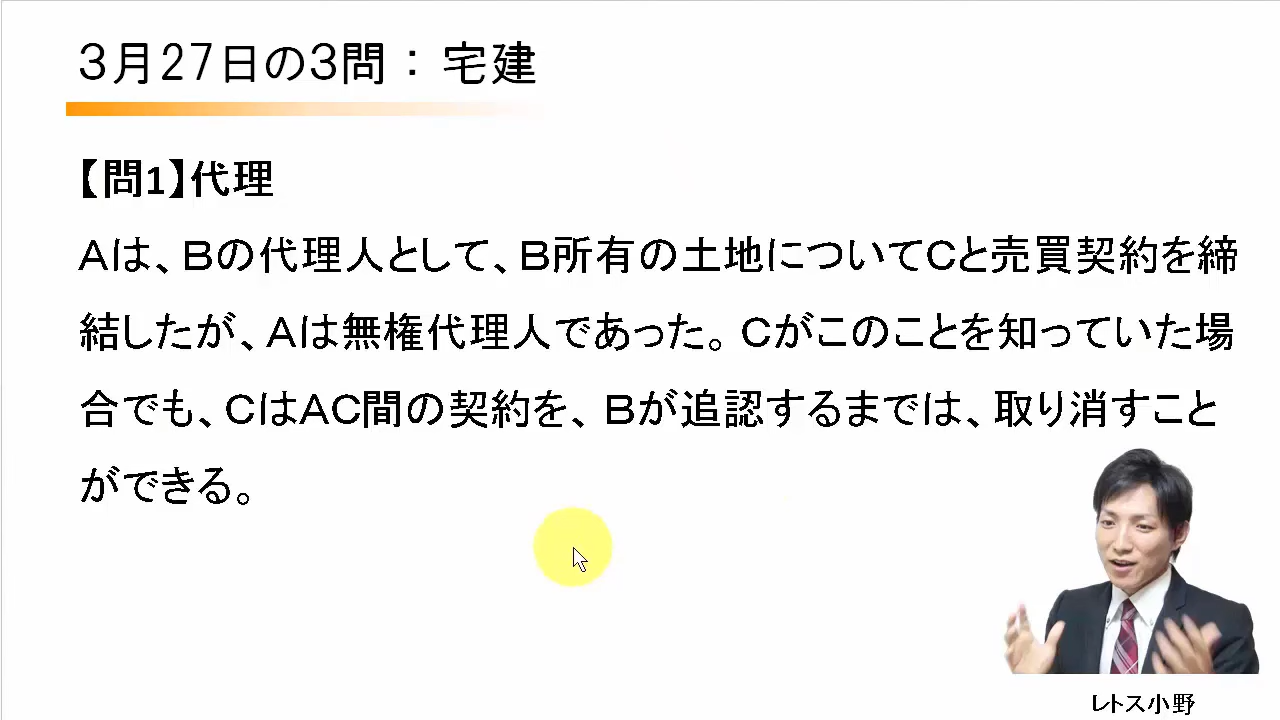 3月27日の3問：宅建
【問1】代理
Aは、Bの代理人として、B所有の土地についてCと売買契約を締
結したが、Aは無権代理人であった。Cがこのことを知っていた場
合でも、CはAC間の契約を、Bが追認するまでは、取り消すこと
ができる。
レトス小野